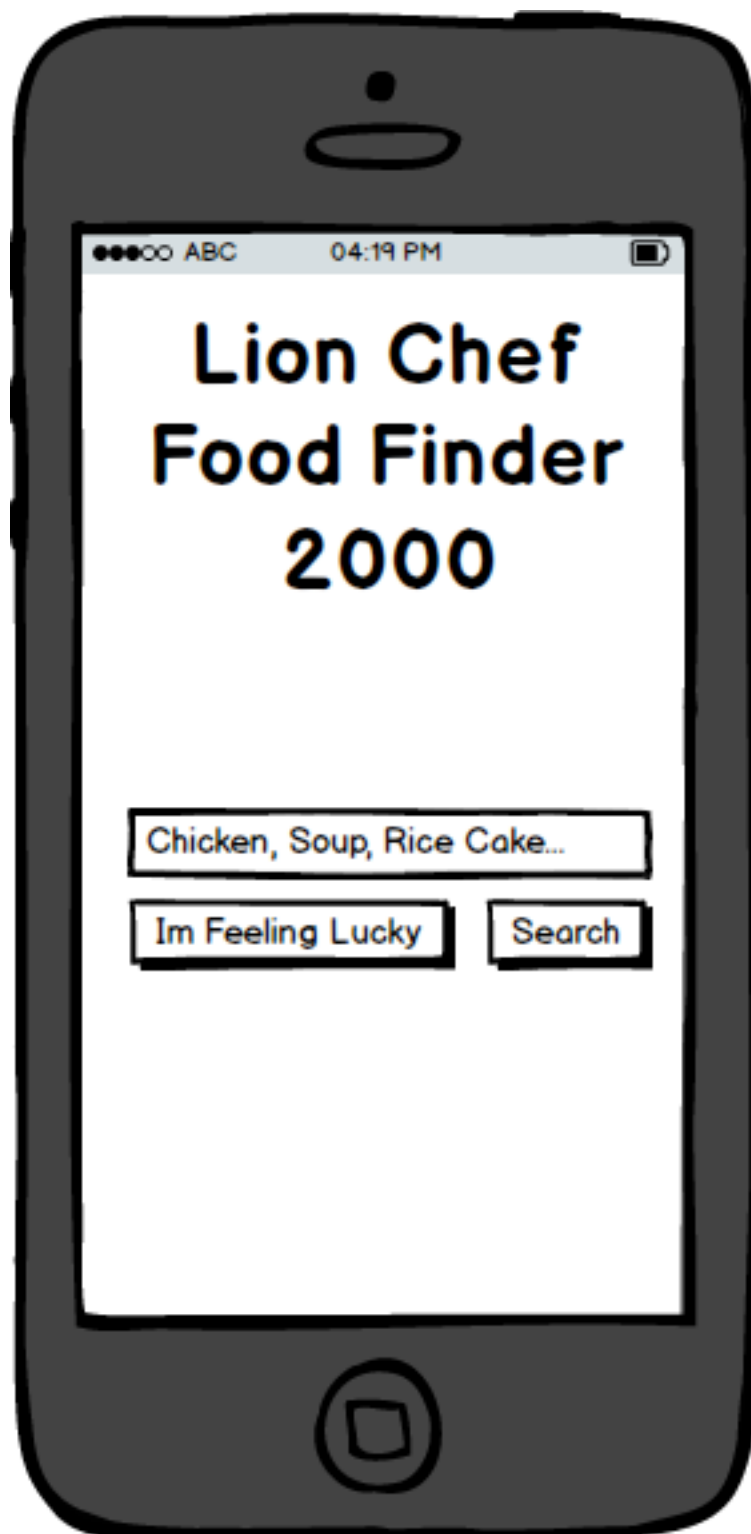 ABC 04:19 PM
Lion Chef
Food Finder
2000
Chicken, Soup, Rice Cake...
Im Feeling Lucky Search